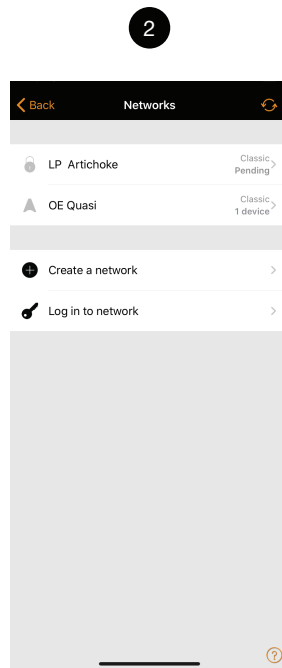 2
Back
Networks
LP Artichoke
Classic
Pending
OE Quasi
Classic
1 device
Create a network
Log in to network
?